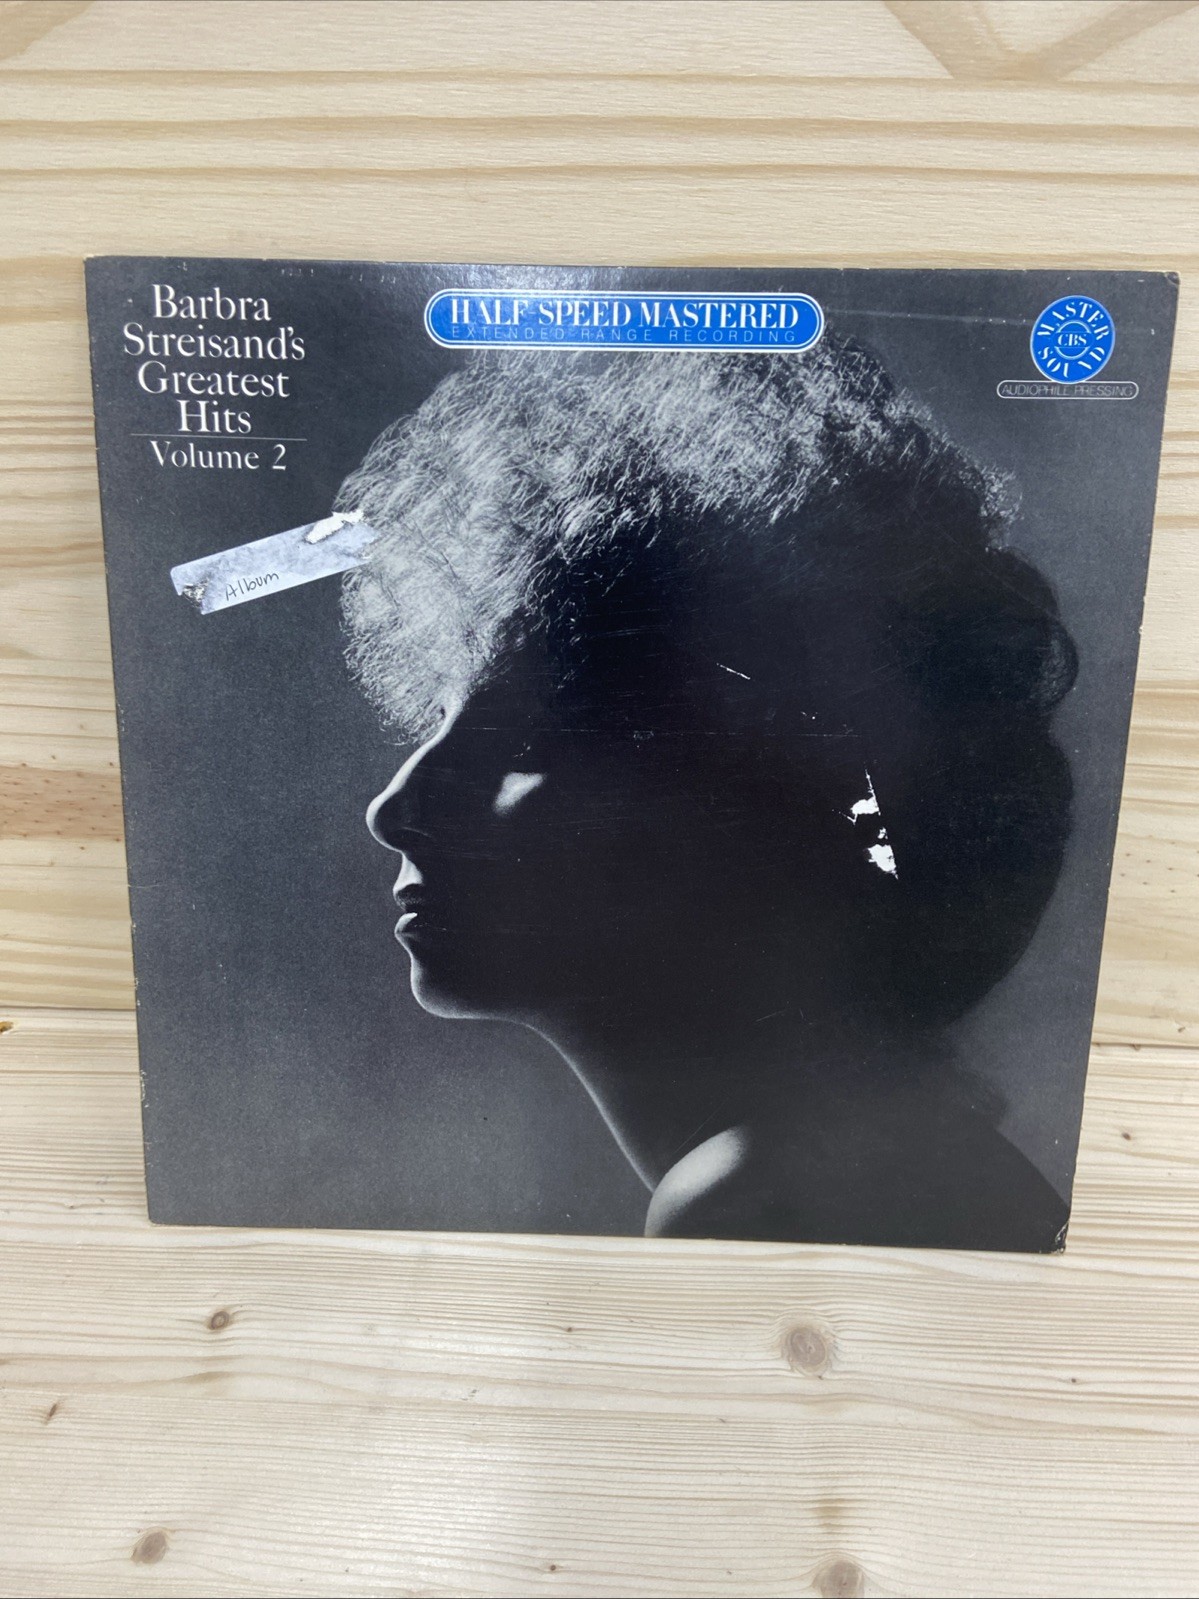 Barbra
Streisand's
Greatest
Hits
Volume 2
HALF-SPEED MASTERED
EXTENDED RANGE RECORDING
MASTER
CBS
SOUND
AUDIOPHILE PRESSING
Album